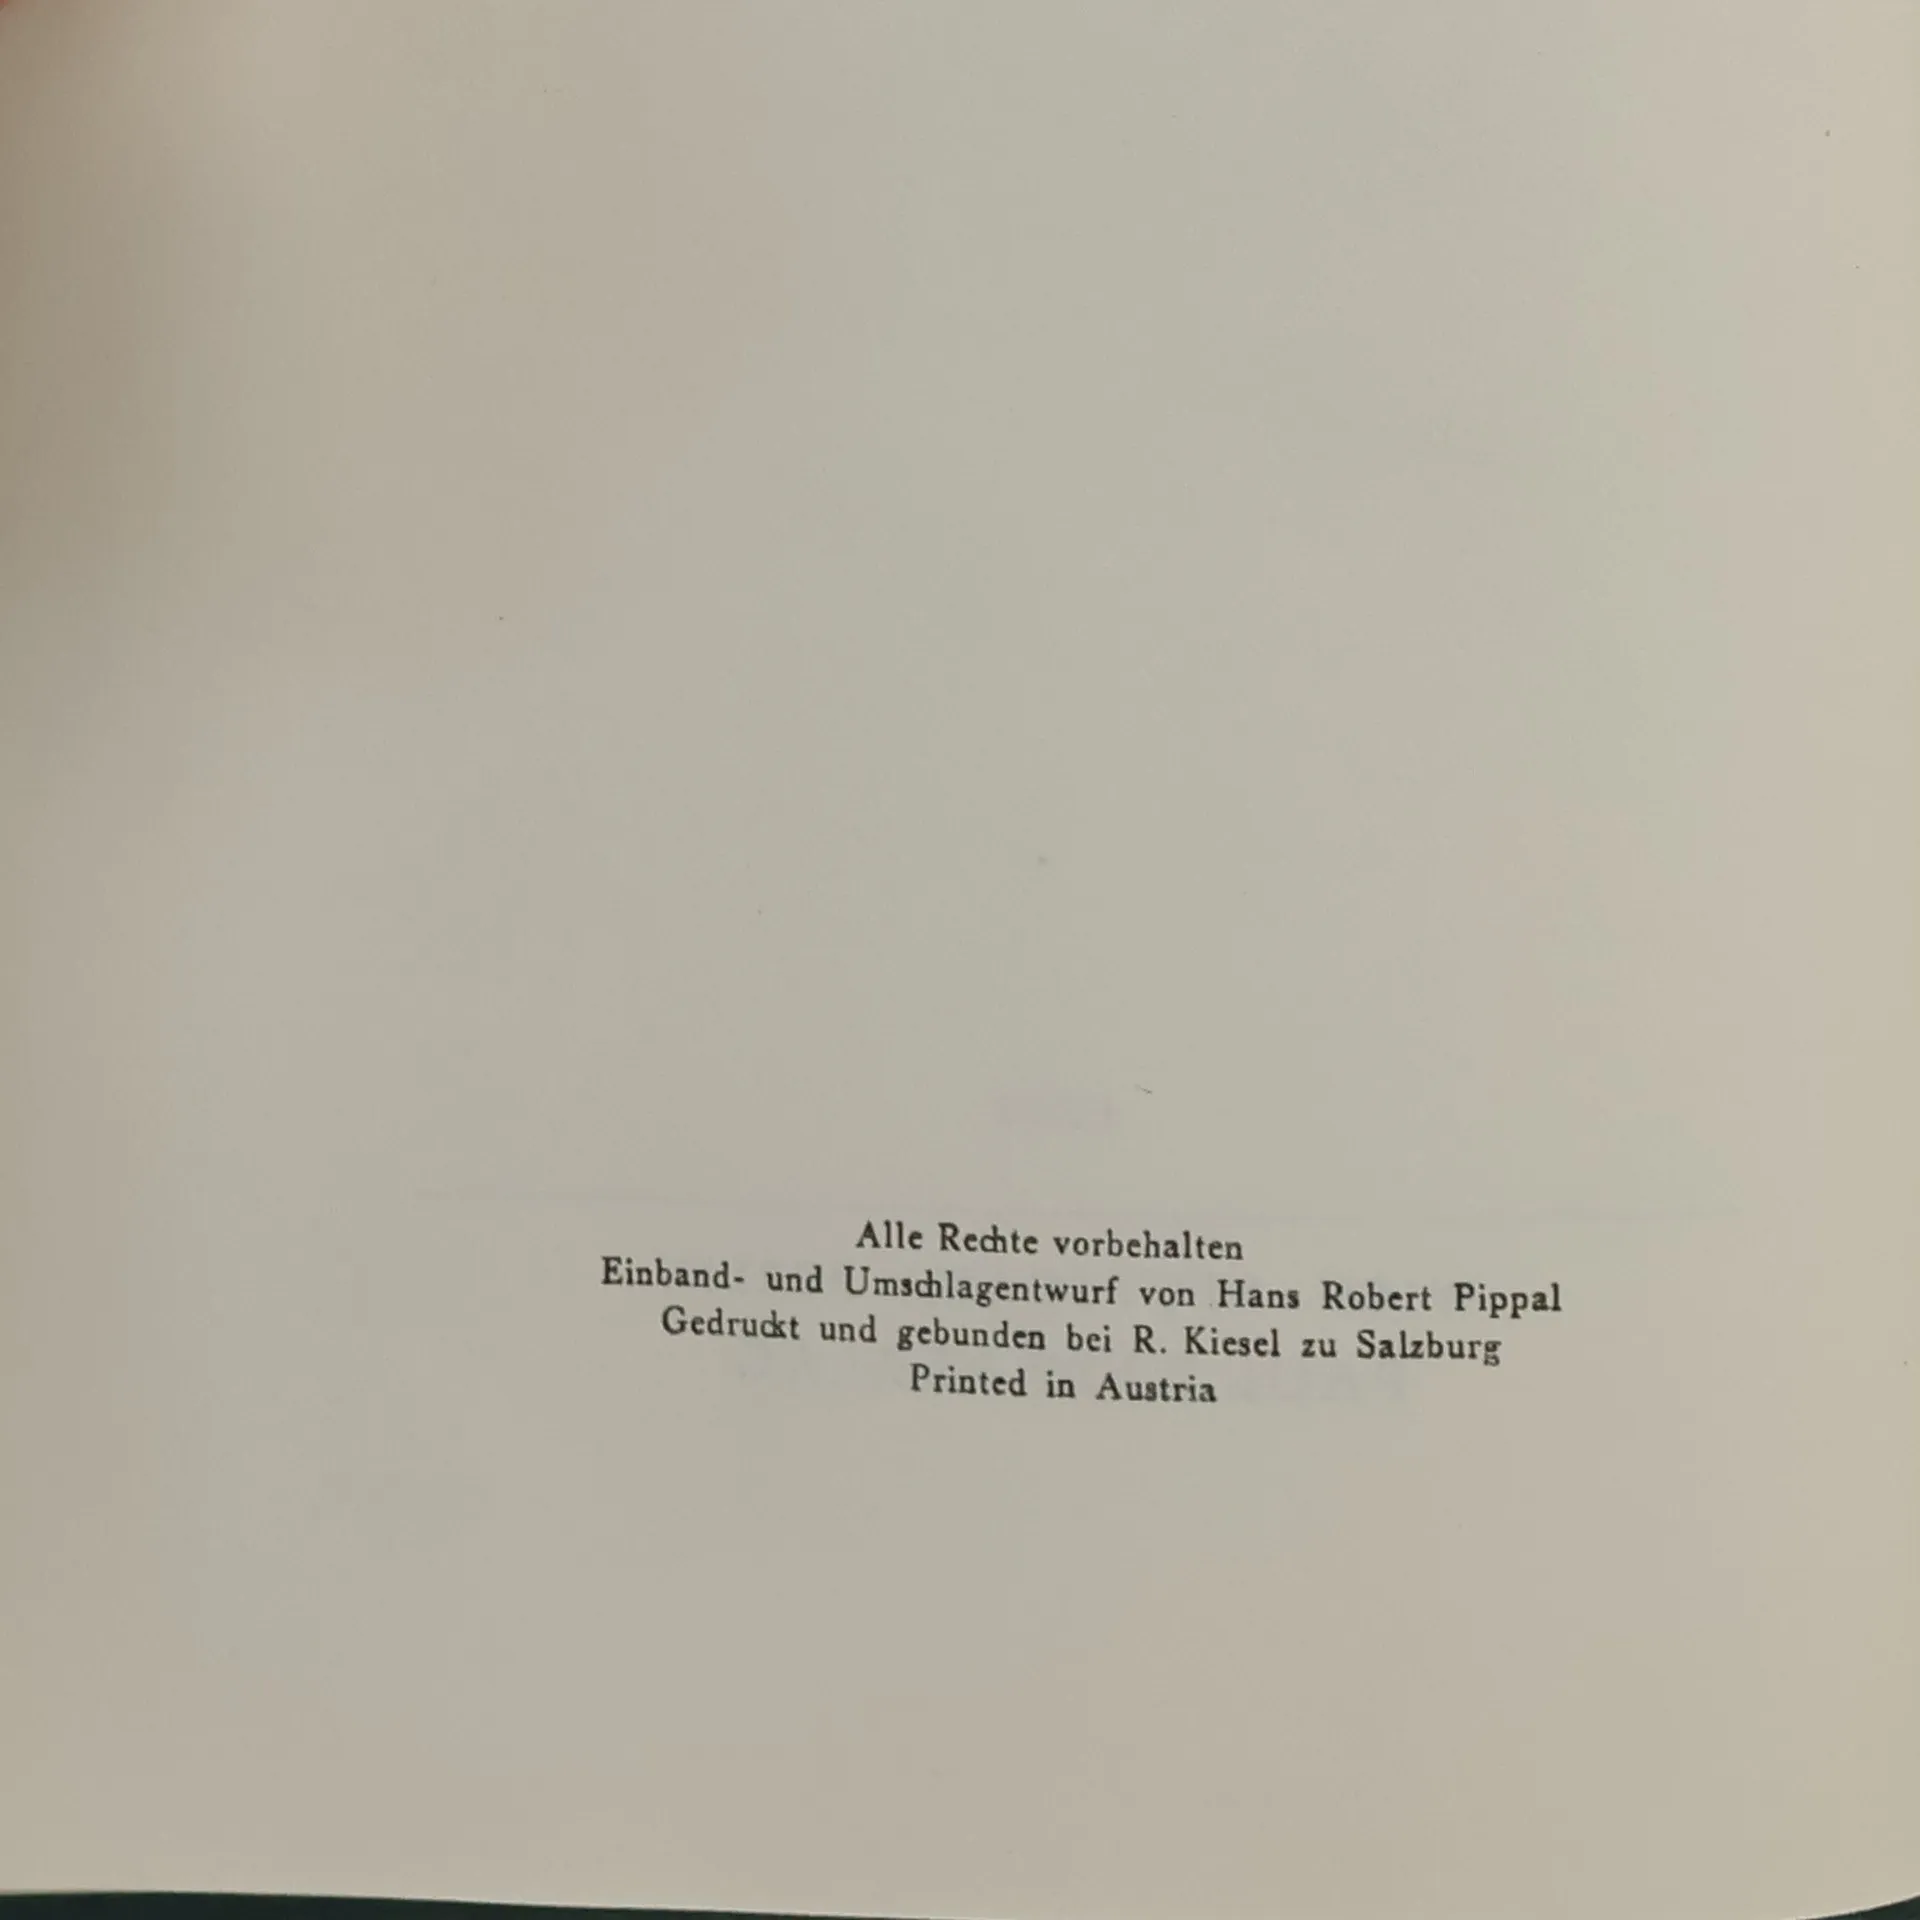 Alle Rechte vorbehalten
Einband- und Umschlagentwurf von Hans Robert Pippal
Gedruckt und gebunden bei R. Kiesel zu Salzburg
Printed in Austria